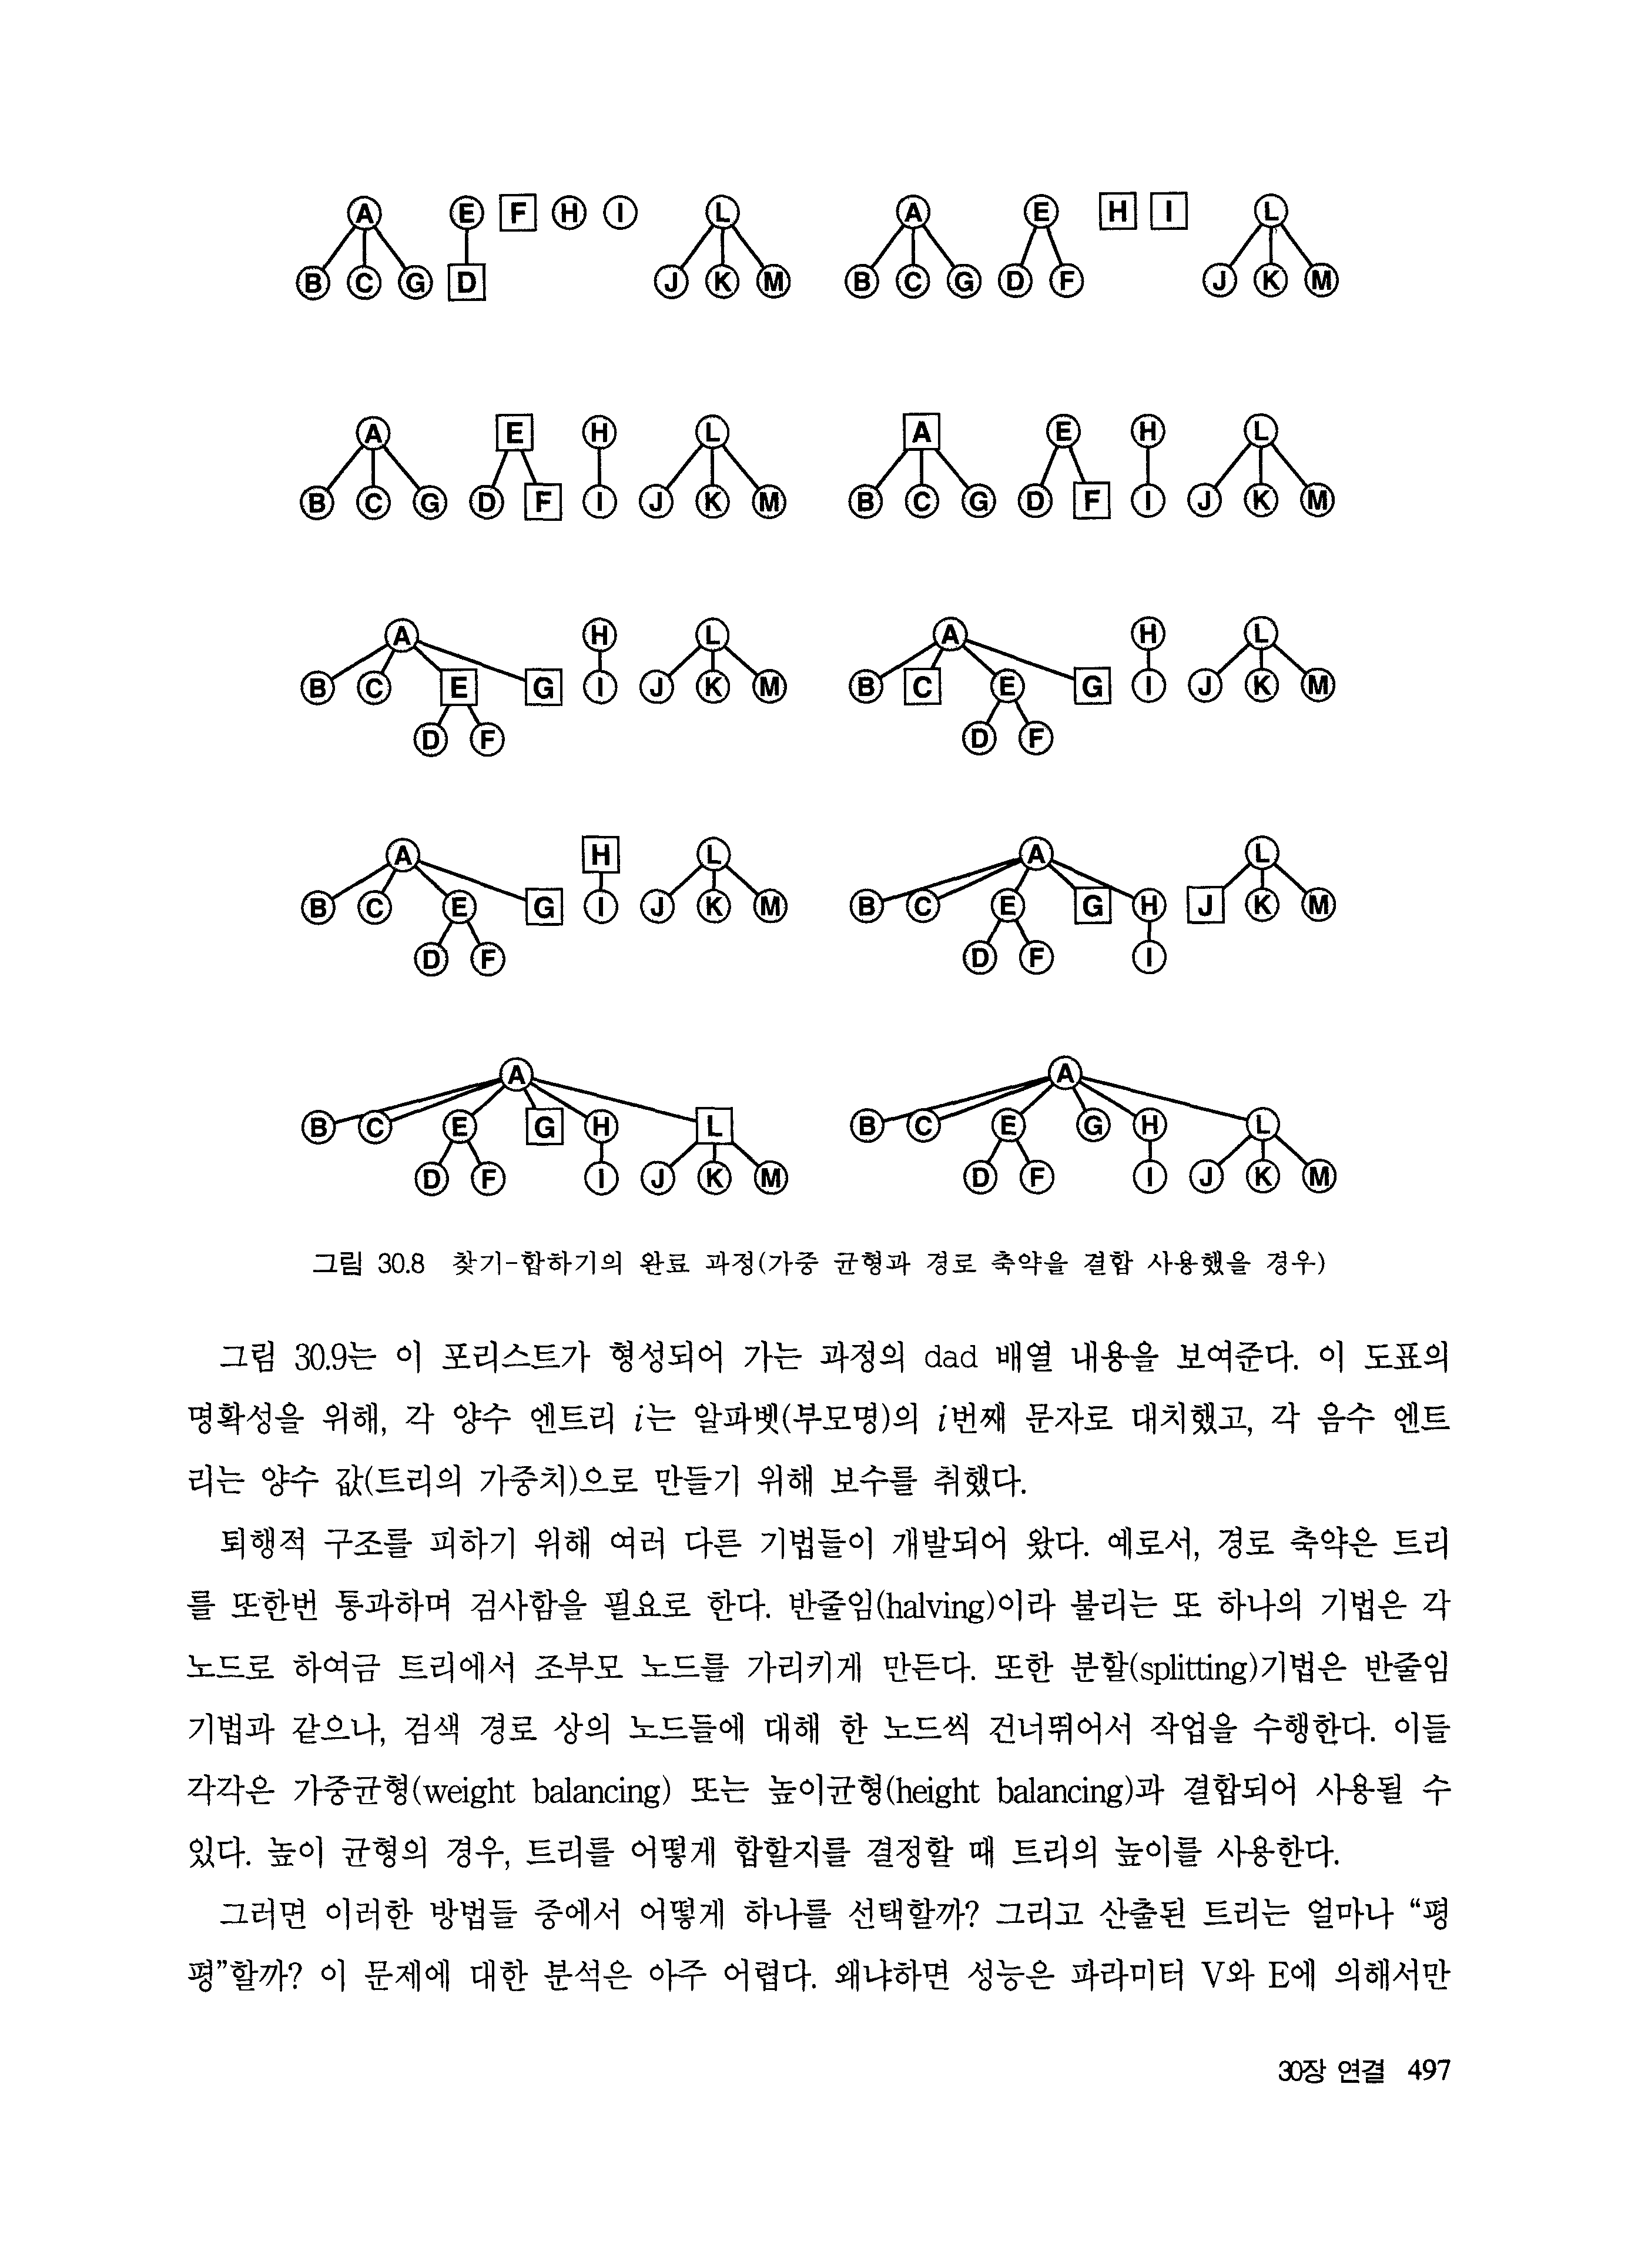 A E F H I L A E H I L
B C G D J K M B C G D F J K M
A E H L A E H L
B C G D F I J K M B C G D F I J K M
A H L A H L
B C E G I J K M B C E G I J K M
D F D F
A H L A L
B C E G I J K M B C E G H J K M
D F D F I
A A
B C E G H L B C E G H L
D F I J K M D F I J K M
그림 30.8 찾기-합하기의 완료 과정(가중 균형과 경로 축약을 결합 사용했을 경우)
그림 30.9는 이 포리스트가 형성되어 가는 과정의 dad 배열 내용을 보여준다. 이 도표의
명확성을 위해, 각 양수 엔트리 i는 알파벳(부모명)의 i번째 문자로 대치했고, 각 음수 엔트
리는 양수 값(트리의 가중치)으로 만들기 위해 보수를 취했다.
퇴행적 구조를 피하기 위해 여러 다른 기법들이 개발되어 왔다. 예로서, 경로 축약은 트리
를 또한번 통과하며 검사함을 필요로 한다. 반줄임(halving)이라 불리는 또 하나의 기법은 각
노드로 하여금 트리에서 조부모 노드를 가리키게 만든다. 또한 분할(splitting)기법은 반줄임
기법과 같으나, 검색 경로 상의 노드들에 대해 한 노드씩 건너뛰어서 작업을 수행한다. 이들
각각은 가중균형(weight balancing) 또는 높이균형(height balancing)과 결합되어 사용될 수
있다. 높이 균형의 경우, 트리를 어떻게 합할지를 결정할 때 트리의 높이를 사용한다.
그러면 이러한 방법들 중에서 어떻게 하나를 선택할까? 그리고 산출된 트리는 얼마나 “평
평”할까? 이 문제에 대한 분석은 아주 어렵다. 왜냐하면 성능은 파라미터 V와 E에 의해서만
30장 연결 497